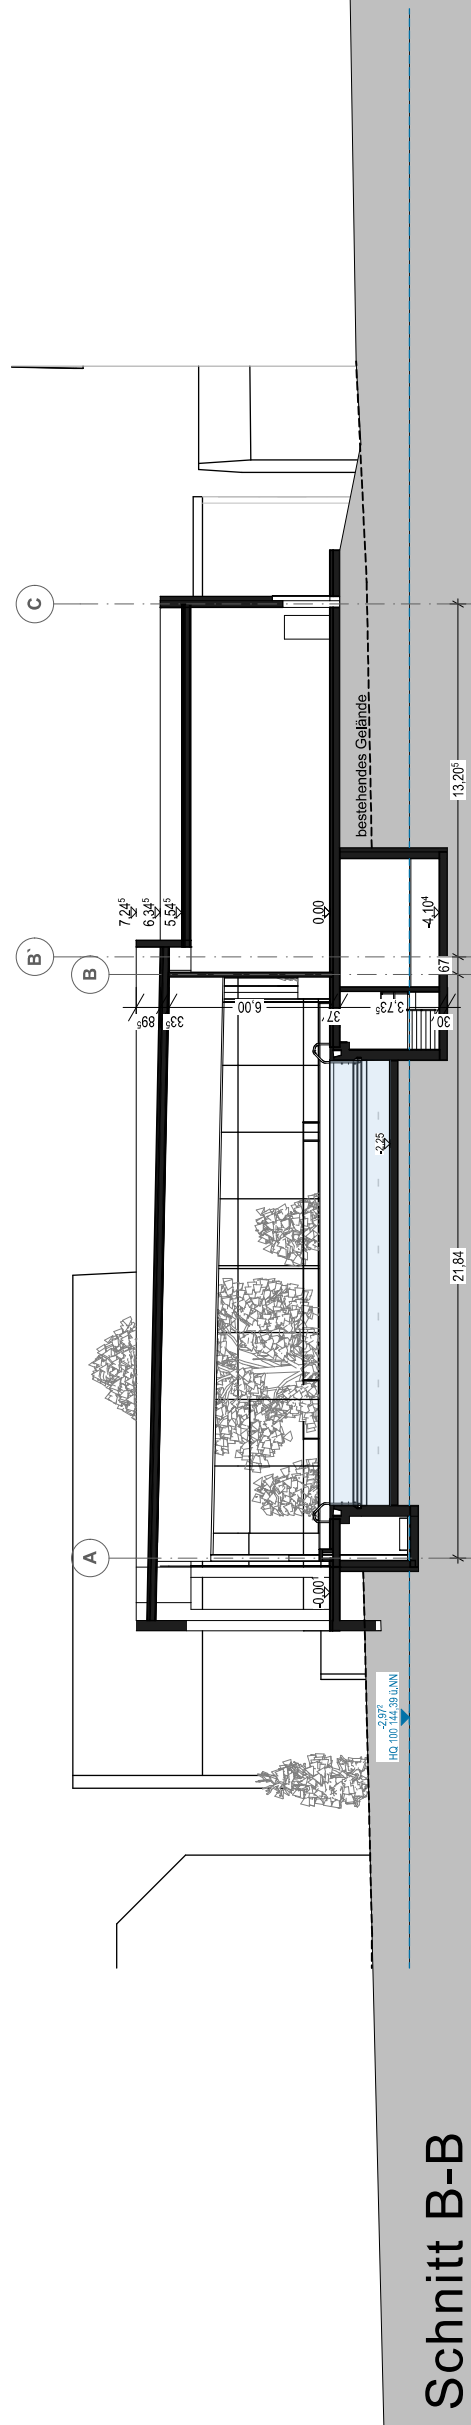 A
B
B`
C
7,24⁵
6,34⁵
5,54⁵
89⁵
33⁵
6,00
0,00
-0,00
37
3,73⁵
30
67
-4,10⁴
-2,25
bestehendes Gelände
-2,97²
HQ 100 144,39 ü.NN
21,84
13,20⁵
Schnitt B-B